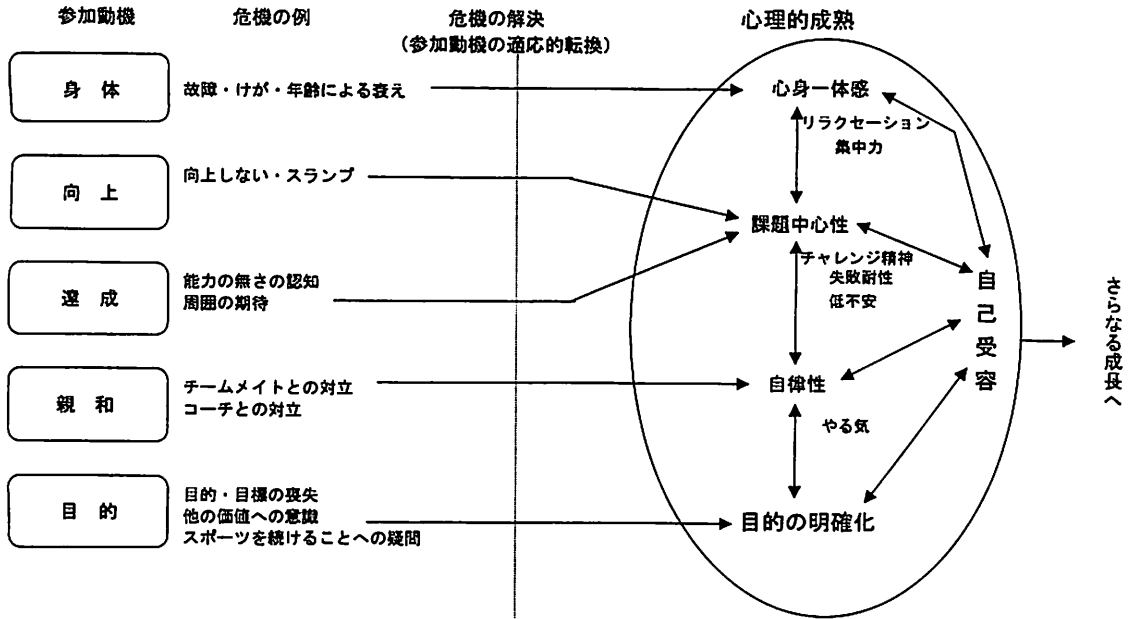 参加動機
危機の例
危機の解決
（参加動機の適応的転換）
心理的成熟
身 体
故障・けが・年齢による衰え
心身一体感
リラクセーション
集中力
向 上
向上しない・スランプ
課題中心性
チャレンジ精神
失敗耐性
低不安
達 成
能力の無さの認知
周囲の期待
自己受容
さらなる成長へ
親 和
チームメイトとの対立
コーチとの対立
自律性
やる気
目 的
目的・目標の喪失
他の価値への意識
スポーツを続けることへの疑問
目的の明確化